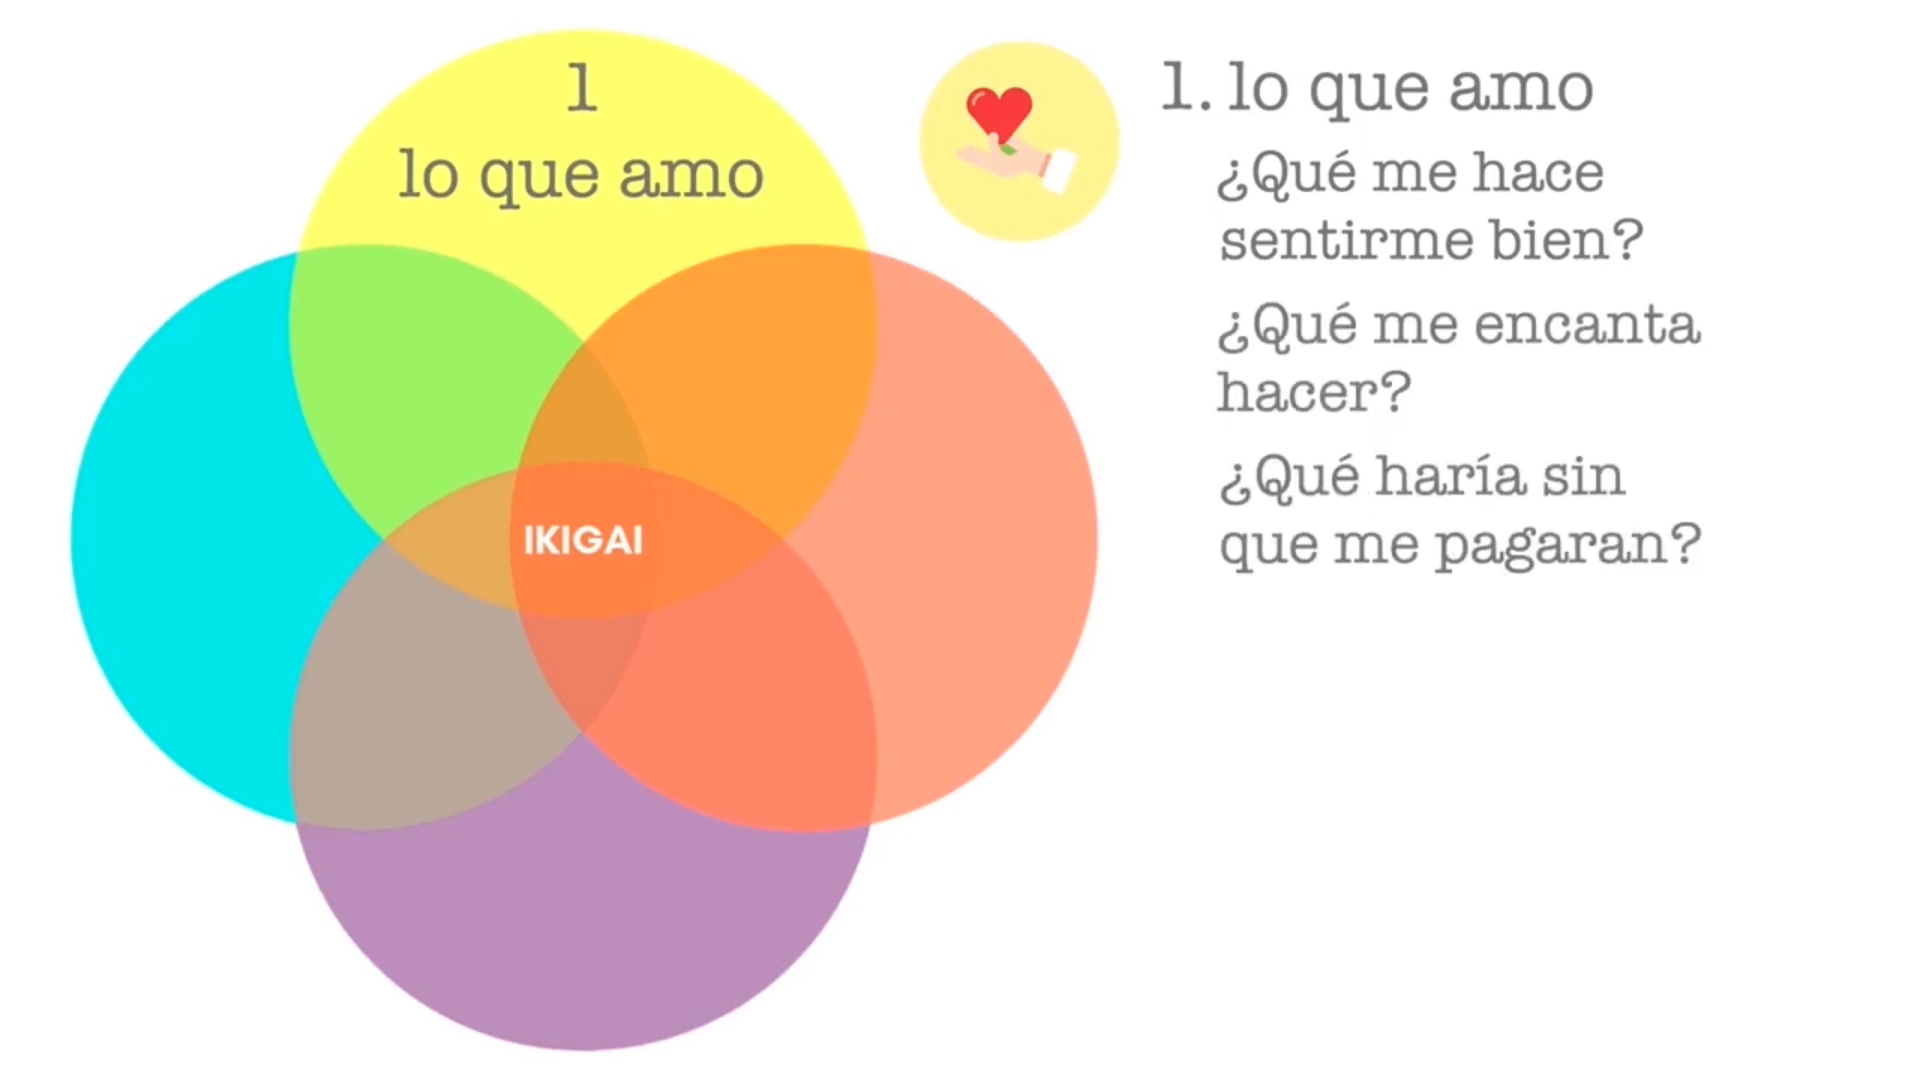 1
lo que amo
IKIGAI
1. lo que amo
¿Qué me hace
sentirme bien?
¿Qué me encanta
hacer?
¿Qué haría sin
que me pagaran?